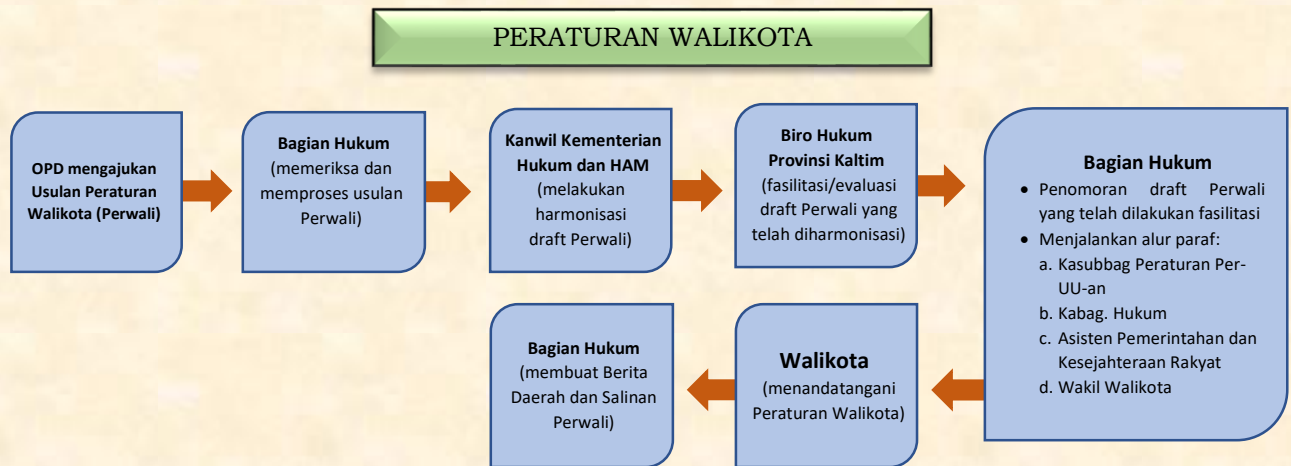 PERATURAN WALIKOTA
OPD mengajukan
Usulan Peraturan
Walikota (Perwali)
Bagian Hukum
(memeriksa dan
memproses usulan
Perwali)
Kanwil Kementerian
Hukum dan HAM
(melakukan
harmonisasi
draft Perwali)
Biro Hukum
Provinsi Kaltim
(fasilitasi/evaluasi
draft Perwali yang
telah diharmonisasi)
Bagian Hukum
• Penomoran draft Perwali
yang telah dilakukan fasilitasi
• Menjalankan alur paraf:
a. Kasubbag Peraturan Per-
UU-an
b. Kabag. Hukum
c. Asisten Pemerintahan dan
Kesejahteraan Rakyat
d. Wakil Walikota
Walikota
(menandatangani
Peraturan Walikota)
Bagian Hukum
(membuat Berita
Daerah dan Salinan
Perwali)